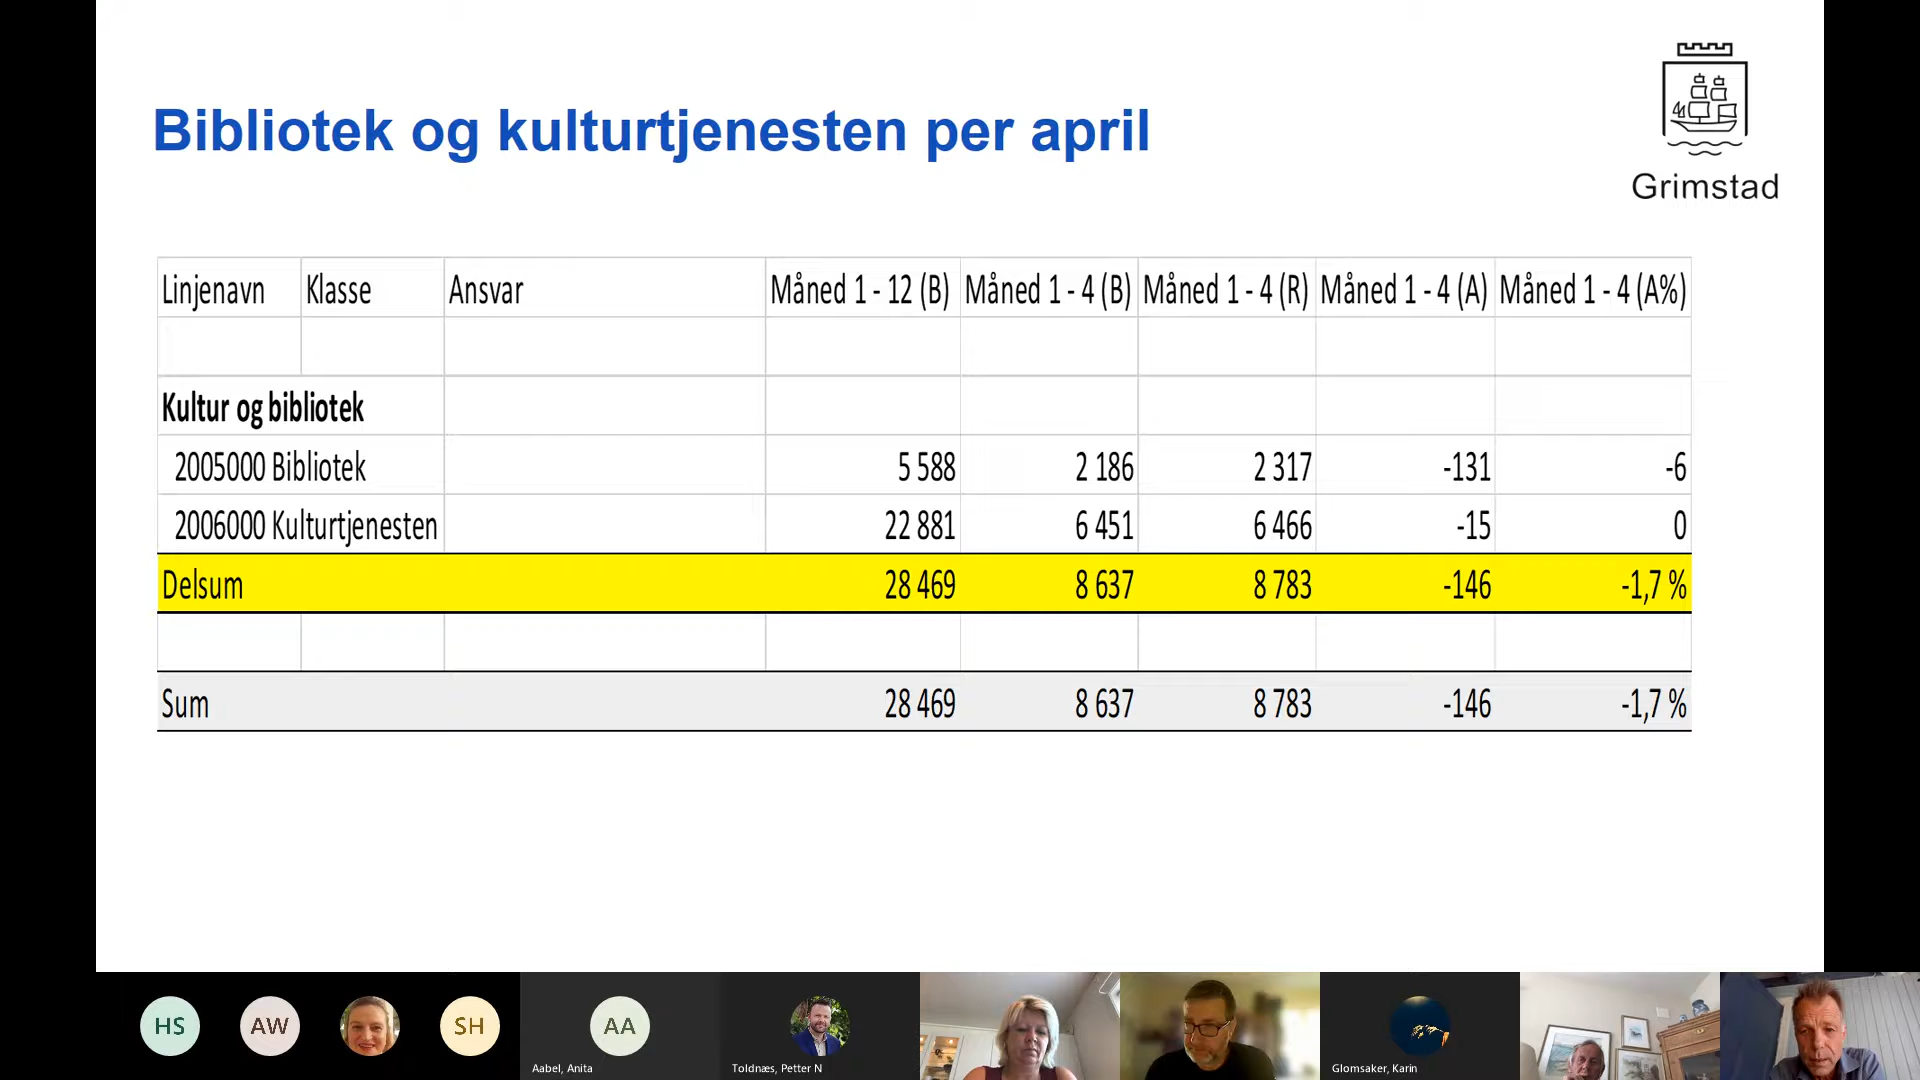 Bibliotek og kulturtjenesten per april
Grimstad
Linjenavn Klasse Ansvar Måned 1 - 12 (B) Måned 1 - 4 (B) Måned 1 - 4 (R) Måned 1 - 4 (A) Måned 1 - 4 (A%)
Kultur og bibliotek
2005000 Bibliotek 5 588 2 186 2 317 -131 -6
2006000 Kulturtjenesten 22 881 6 451 6 466 -15 0
Delsum 28 469 8 637 8 783 -146 -1,7 %
Sum 28 469 8 637 8 783 -146 -1,7 %
HS AW SH AA
Aabel, Anita Toldnæs, Petter N Glomsaker, Karin